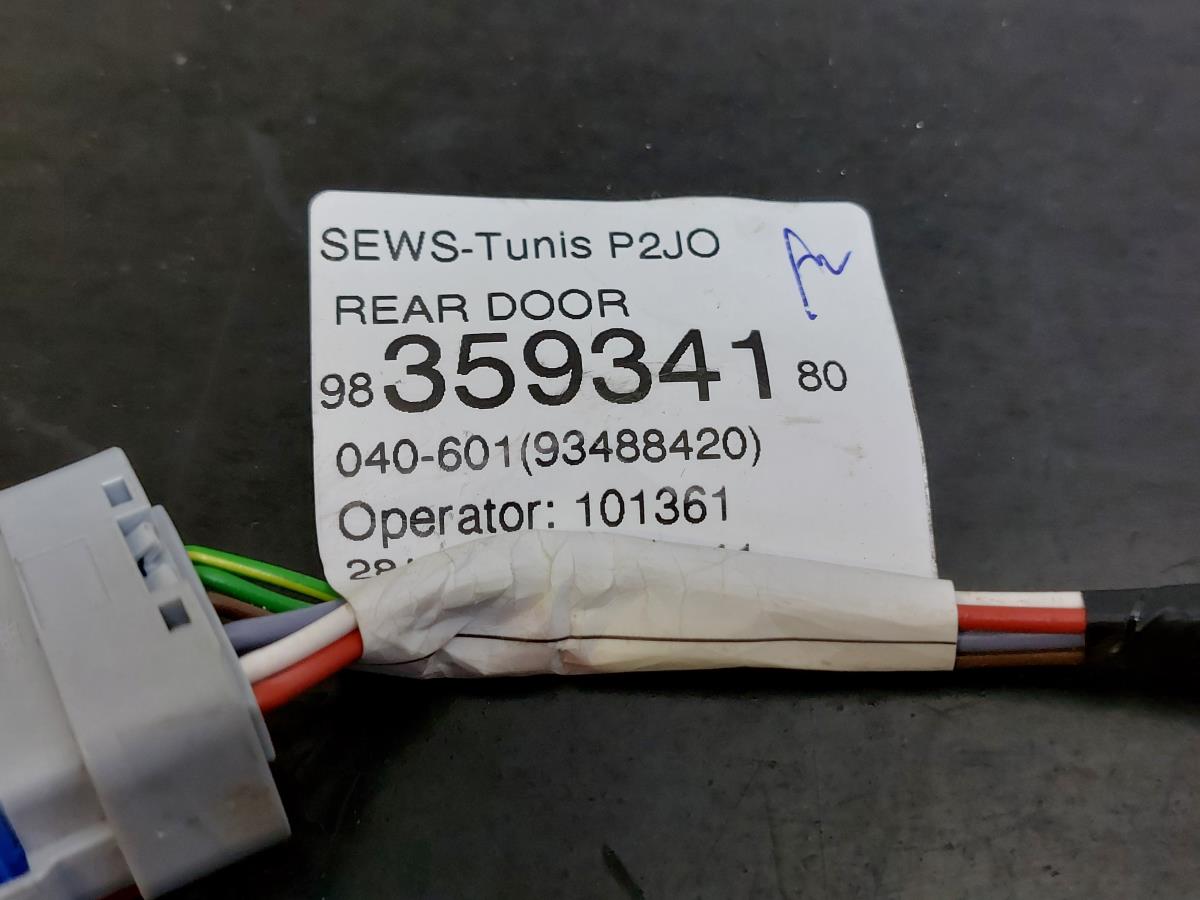 SEWS-Tunis P2JO
REAR DOOR
98 359341 80
040-601(93488420)
Operator: 101361